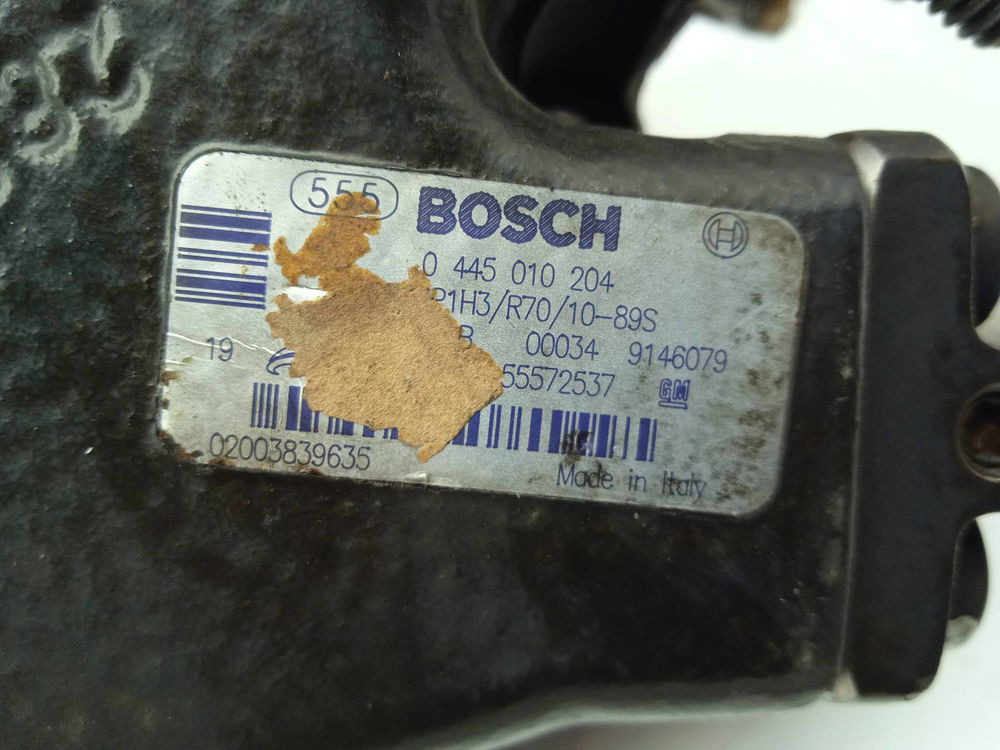 555
BOSCH
0 445 010 204
P1H3/R70/10-89S
19 B 00034 9146079
55572537 GM
02003839635
Made in Italy